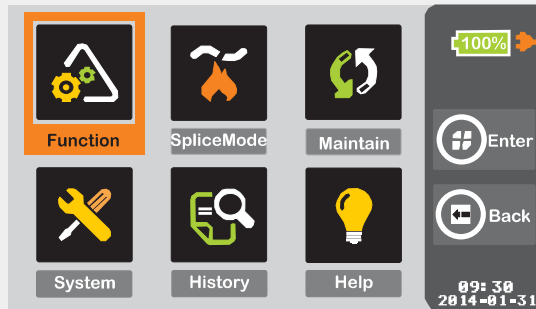 100%
Function
SpliceMode
Maintain
Enter
System
History
Help
Back
09:30
2014-01-31